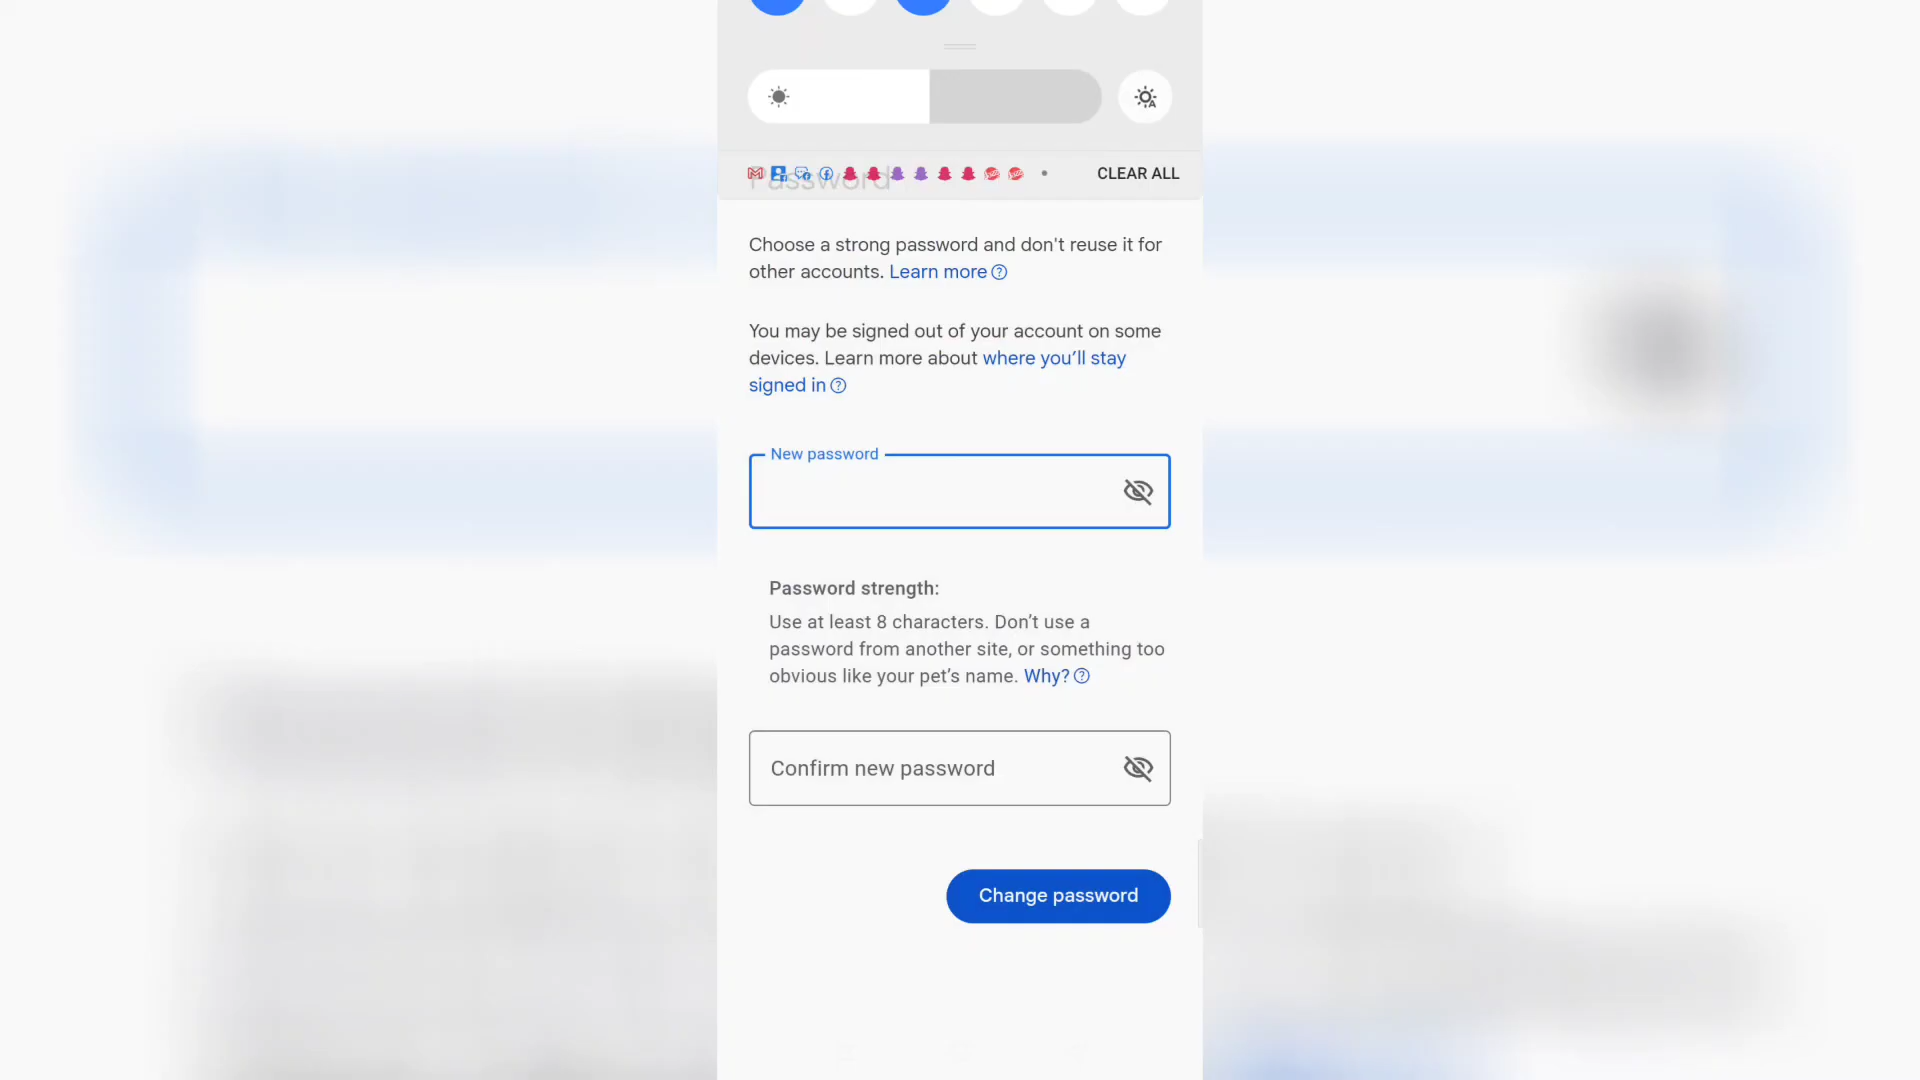 Password
CLEAR ALL
Choose a strong password and don't reuse it for
other accounts. Learn more
You may be signed out of your account on some
devices. Learn more about where you’ll stay
signed in
New password
Password strength:
Use at least 8 characters. Don’t use a
password from another site, or something too
obvious like your pet’s name. Why?
Confirm new password
Change password